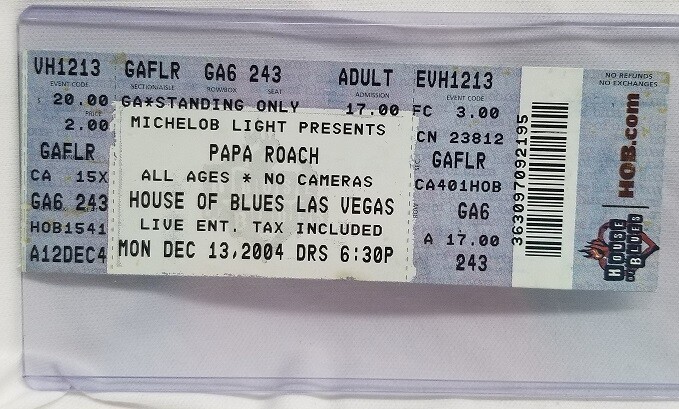 VH1213 GAFLR GA6 243 ADULT EVH1213
EVENT CODE SECTION/AISLE ROW/BOX SEAT ADMISSION EVENT CODE
$ 20.00 GA*STANDING ONLY 17.00 FC 3.00
PRICE
2.00 MICHELOB LIGHT PRESENTS CN 23812
GAFLR PAPA ROACH GAFLR
CA 15X ALL AGES * NO CAMERAS CA401HOB
GA6 243 HOUSE OF BLUES LAS VEGAS GA6
HOB1541 LIVE ENT. TAX INCLUDED A 17.00
A12DEC4 MON DEC 13,2004 DRS 6:30P 243
363097092195
NO REFUNDS
NO EXCHANGES
HOB.com
HOUSE
OF
BLUES